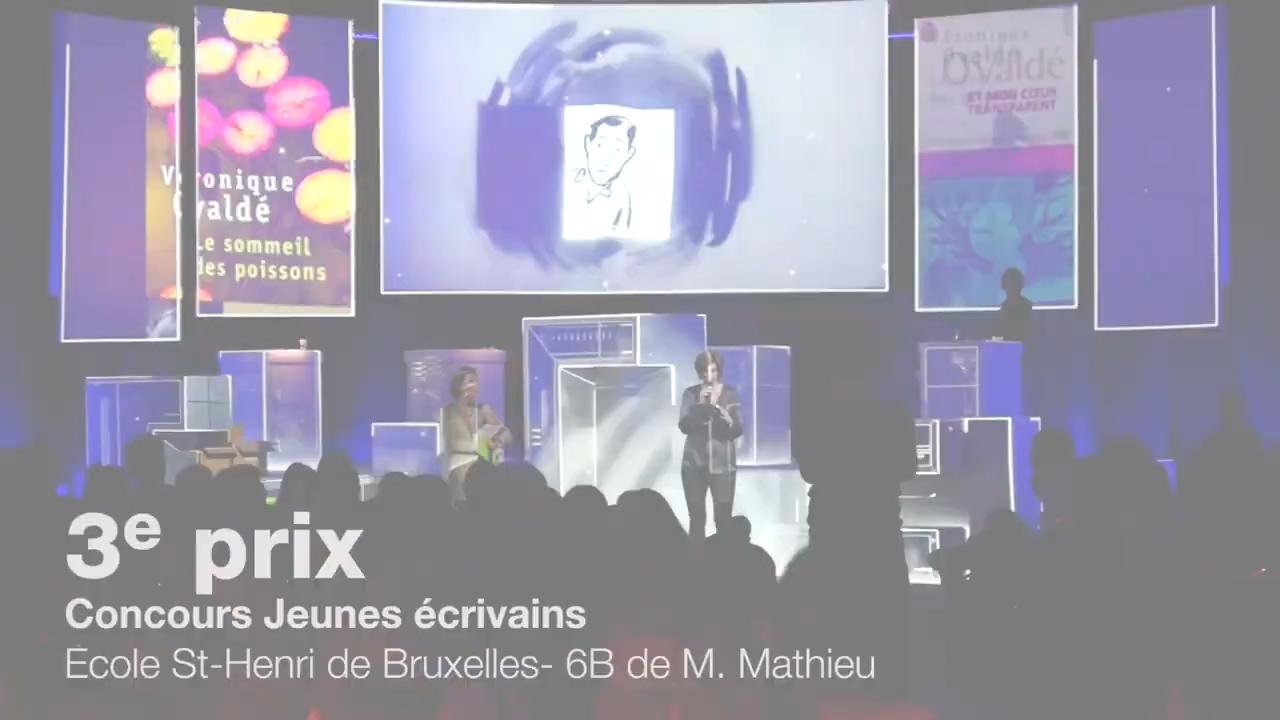 Véronique
Ovaldé
Le sommeil
des poissons
Ovaldé
ET MON CŒUR
TRANSPARENT
3e prix
Concours Jeunes écrivains
École St-Henri de Bruxelles- 6B de M. Mathieu